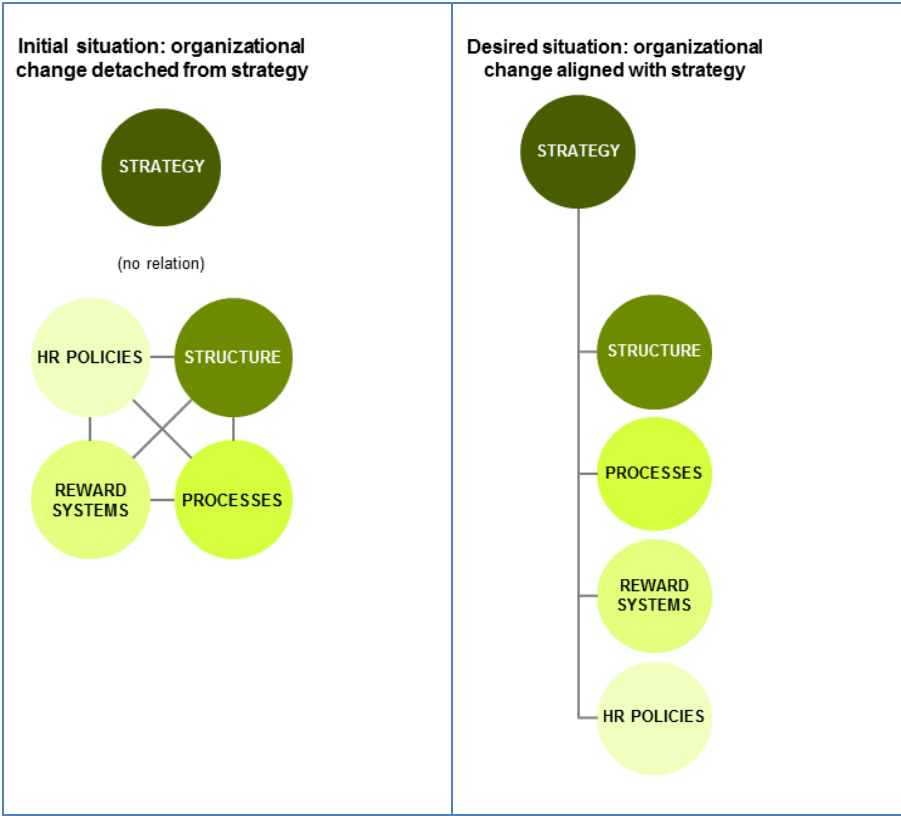 Initial situation: organizational
change detached from strategy
STRATEGY
(no relation)
HR POLICIES
STRUCTURE
REWARD
SYSTEMS
PROCESSES
Desired situation: organizational
change aligned with strategy
STRATEGY
STRUCTURE
PROCESSES
REWARD
SYSTEMS
HR POLICIES